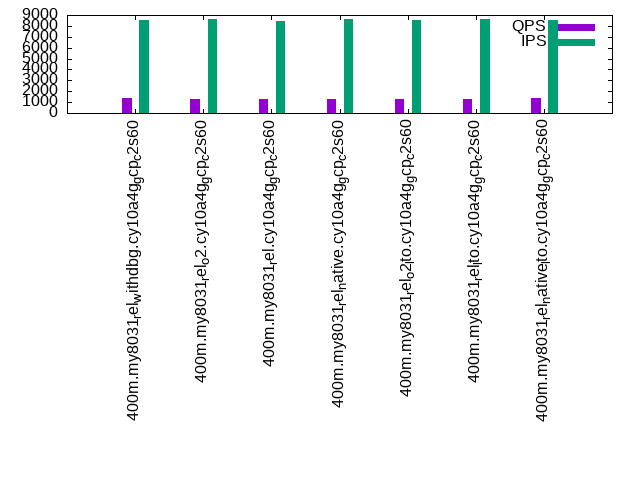 9000
8000
7000
6000
5000
4000
3000
2000
1000
0
QPS
IPS
400m.my8031relwithdbg.cy10a4ggcpc2s60
400m.my8031relo2.cy10a4ggcpc2s60
400m.my8031rel.cy10a4ggcpc2s60
400m.my8031relnative.cy10a4ggcpc2s60
400m.my8031relo2lto.cy10a4ggcpc2s60
400m.my8031rellto.cy10a4ggcpc2s60
400m.my8031relnativelto.cy10a4ggcpc2s60